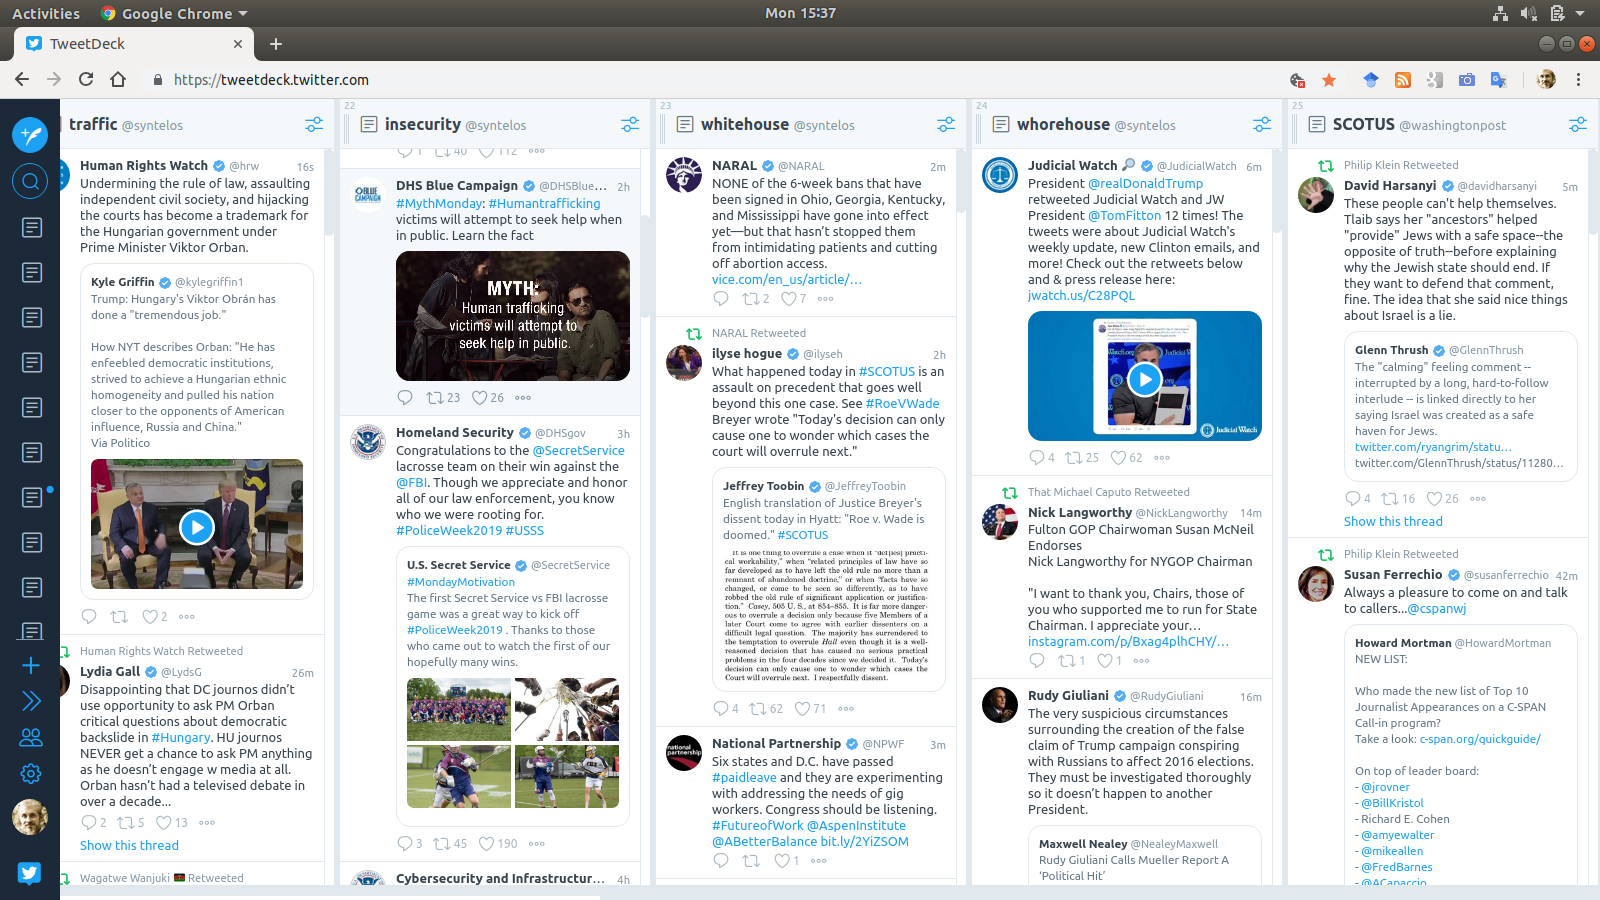 Activities
Google Chrome
Mon 15:37
TweetDeck
https://tweetdeck.twitter.com
traffic @syntelos
Human Rights Watch @hrw 16s
Undermining the rule of law, assaulting
independent civil society, and hijacking
the courts has become a trademark for
the Hungarian government under
Prime Minister Viktor Orban.
Kyle Griffin @kylegriffin1
Trump: Hungary's Viktor Obrán has
done a "tremendous job."
How NYT describes Orban: "He has
enfeebled democratic institutions,
strived to achieve a Hungarian ethnic
homogeneity and pulled his nation
closer to the opponents of American
influence, Russia and China."
Via Politico
2
Human Rights Watch Retweeted
Lydia Gall @LydsG 26m
Disappointing that DC journos didn't
use opportunity to ask PM Orban
critical questions about democratic
backslide in #Hungary. HU journos
NEVER get a chance to ask PM anything
as he doesn't engage w media at all.
Orban hasn't had a televised debate in
over a decade...
2 5 13
Show this thread
Wagatwe Wanjuki Retweeted
22
insecurity @syntelos
1 40 112
DHS Blue Campaign @DHSBlue... 2h
#MythMonday: #Humantrafficking
victims will attempt to seek help when
in public. Learn the fact
BLUE
CAMPAIGN
MYTH:
Human trafficking
victims will attempt to
seek help in public.
23 26
Homeland Security @DHSgov 3h
Congratulations to the @SecretService
lacrosse team on their win against the
@FBI. Though we appreciate and honor
all of our law enforcement, you know
who we were rooting for.
#PoliceWeek2019 #USSS
U.S. Secret Service @SecretService
#MondayMotivation
The first Secret Service vs FBI lacrosse
game was a great way to kick off
#PoliceWeek2019 . Thanks to those
who came out to watch the first of our
hopefully many wins.
3 45 190
Cybersecurity and Infrastructur... 4h
23
whitehouse @syntelos
NARAL @NARAL 2m
NONE of the 6-week bans that have
been signed in Ohio, Georgia, Kentucky,
and Mississippi have gone into effect
yet—but that hasn't stopped them
from intimidating patients and cutting
off abortion access.
vice.com/en_us/article/...
2 7
NARAL Retweeted
ilyse hogue @ilyseh 2h
What happened today in #SCOTUS is an
assault on precedent that goes well
beyond this one case. See #RoeVWade
Breyer wrote "Today's decision can only
cause one to wonder which cases the
court will overrule next."
Jeffrey Toobin @JeffreyToobin
English translation of Justice Breyer's
dissent today in Hyatt: "Roe v. Wade is
doomed." #SCOTUS
It is one thing to overrule a case when it "def[ies] practi-
cal workability," when "related principles of law have so
far developed as to have left the old rule no more than a
remnant of abandoned doctrine," or when "facts have so
changed, or come to be seen so differently, as to have
robbed the old rule of significant application or justifica-
tion." Casey, 505 U. S., at 854–855. It is far more danger-
ous to overrule a decision only because five Members of a
later Court come to agree with earlier dissenters on a
difficult legal question. The majority has surrendered to
the temptation to overrule Hall even though it is a well-
reasoned decision that has caused no serious practical
problems in the four decades since we decided it. Today's
decision can only cause one to wonder which cases the
Court will overrule next. I respectfully dissent.
4 62 71
national
partnership
National Partnership @NPWF 3m
Six states and D.C. have passed
#paidleave and they are experimenting
with addressing the needs of gig
workers. Congress should be listening.
#FutureofWork @AspenInstitute
@ABetterBalance bit.ly/2YiZSOM
1
24
whorehouse @syntelos
Judicial Watch @JudicialWatch 6m
President @realDonaldTrump
retweeted Judicial Watch and JW
President @TomFitton 12 times! The
tweets were about Judicial Watch's
weekly update, new Clinton emails, and
more! Check out the retweets below
and & press release here:
jwatch.us/C28PQL
Judicial Watch
4 25 62
That Michael Caputo Retweeted
Nick Langworthy @NickLangworthy 14m
Fulton GOP Chairwoman Susan McNeil
Endorses
Nick Langworthy for NYGOP Chairman
"I want to thank you, Chairs, those of
you who supported me to run for State
Chairman. I appreciate your...
instagram.com/p/Bxag4plhCHY/...
1 1
Rudy Giuliani @RudyGiuliani 16m
The very suspicious circumstances
surrounding the creation of the false
claim of Trump campaign conspiring
with Russians to affect 2016 elections.
They must be investigated thoroughly
so it doesn't happen to another
President.
Maxwell Nealey @NealeyMaxwell
Rudy Giuliani Calls Mueller Report A
'Political Hit'
25
SCOTUS @washingtonpost
Philip Klein Retweeted
David Harsanyi @davidharsanyi 5m
These people can't help themselves.
Tlaib says her "ancestors" helped
"provide" Jews with a safe space--the
opposite of truth--before explaining
why the Jewish state should end. If
they want to defend that comment,
fine. The idea that she said nice things
about Israel is a lie.
Glenn Thrush @GlennThrush
The "calming" feeling comment --
interrupted by a long, hard-to-follow
interlude -- is linked directly to her
saying Israel was created as a safe
haven for Jews.
twitter.com/ryangrim/statu...
twitter.com/GlennThrush/status/11280...
4 16 26
Show this thread
Philip Klein Retweeted
Susan Ferrechio @susanferrechio 42m
Always a pleasure to come on and talk
to callers...@cspanwj
Howard Mortman @HowardMortman
NEW LIST:
Who made the new list of Top 10
Journalist Appearances on a C-SPAN
Call-in program?
Take a look: c-span.org/quickguide/
On top of leader board:
- @jrovner
- @BillKristol
- Richard E. Cohen
- @amyewalter
- @mikeallen
- @FredBarnes
- @ACapaccio